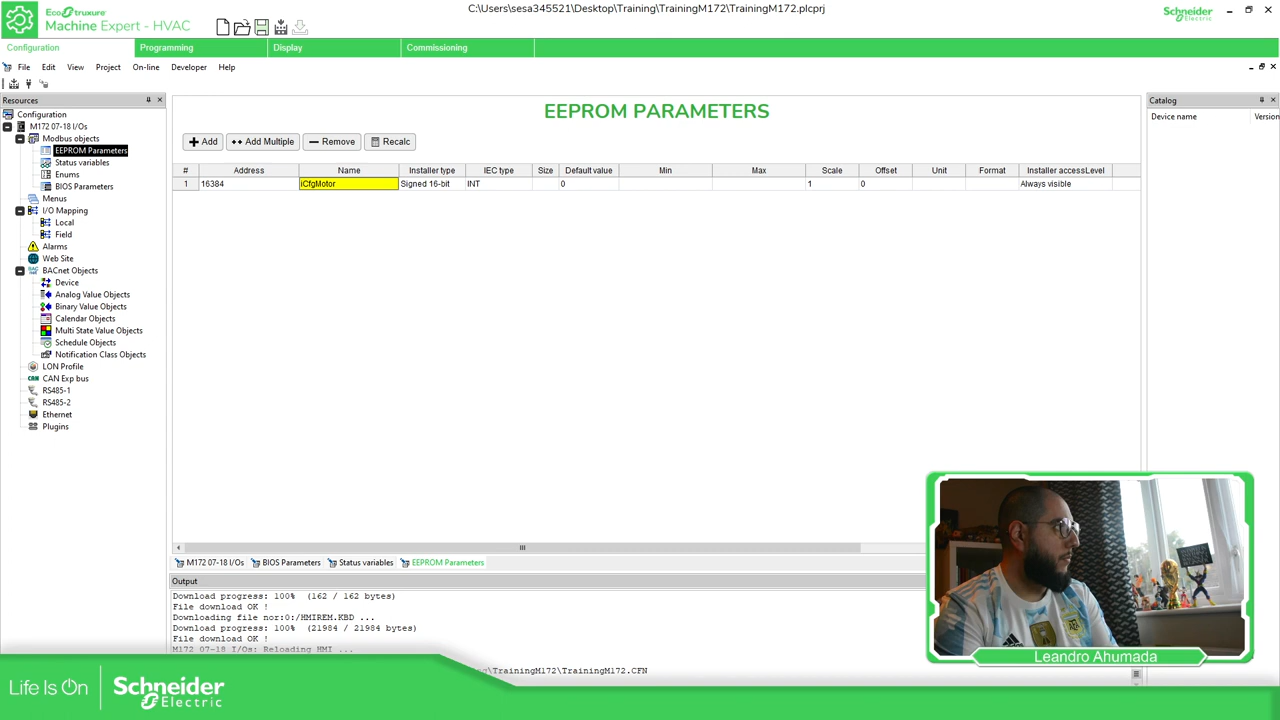 C:\Users\sesa345521\Desktop\Training\TrainingM172\TrainingM172.plcprj
EcoStruxure
Machine Expert - HVAC
Schneider Electric
Configuration Programming Display Commissioning
File Edit View Project On-line Developer Help
Resources
Configuration
M172 07-18 I/Os
Modbus objects
EEPROM Parameters
Status variables
Enums
BIOS Parameters
Menus
I/O Mapping
Local
Field
Alarms
Web Site
BACnet Objects
Device
Analog Value Objects
Binary Value Objects
Calendar Objects
Multi State Value Objects
Schedule Objects
Notification Class Objects
LON Profile
CAN Exp bus
RS485-1
RS485-2
Ethernet
Plugins
EEPROM PARAMETERS
Add Add Multiple Remove Recalc
# Address Name Installer type IEC type Size Default value Min Max Scale Offset Unit Format Installer accessLevel
1 16384 iCfgMotor Signed 16-bit INT 0 1 0 Always visible
M172 07-18 I/Os BIOS Parameters Status variables EEPROM Parameters
Catalog
Device name Version
Output
Download progress: 100% (162 / 162 bytes)
File download OK !
Downloading file nor:0:/HMIREM.KBD ...
Download progress: 100% (21984 / 21984 bytes)
File download OK !
M172 07-18 I/Os: Reloading HMI ...
\TrainingM172\TrainingM172.CFN
Leandro Ahumada
Life Is On
Schneider
Electric